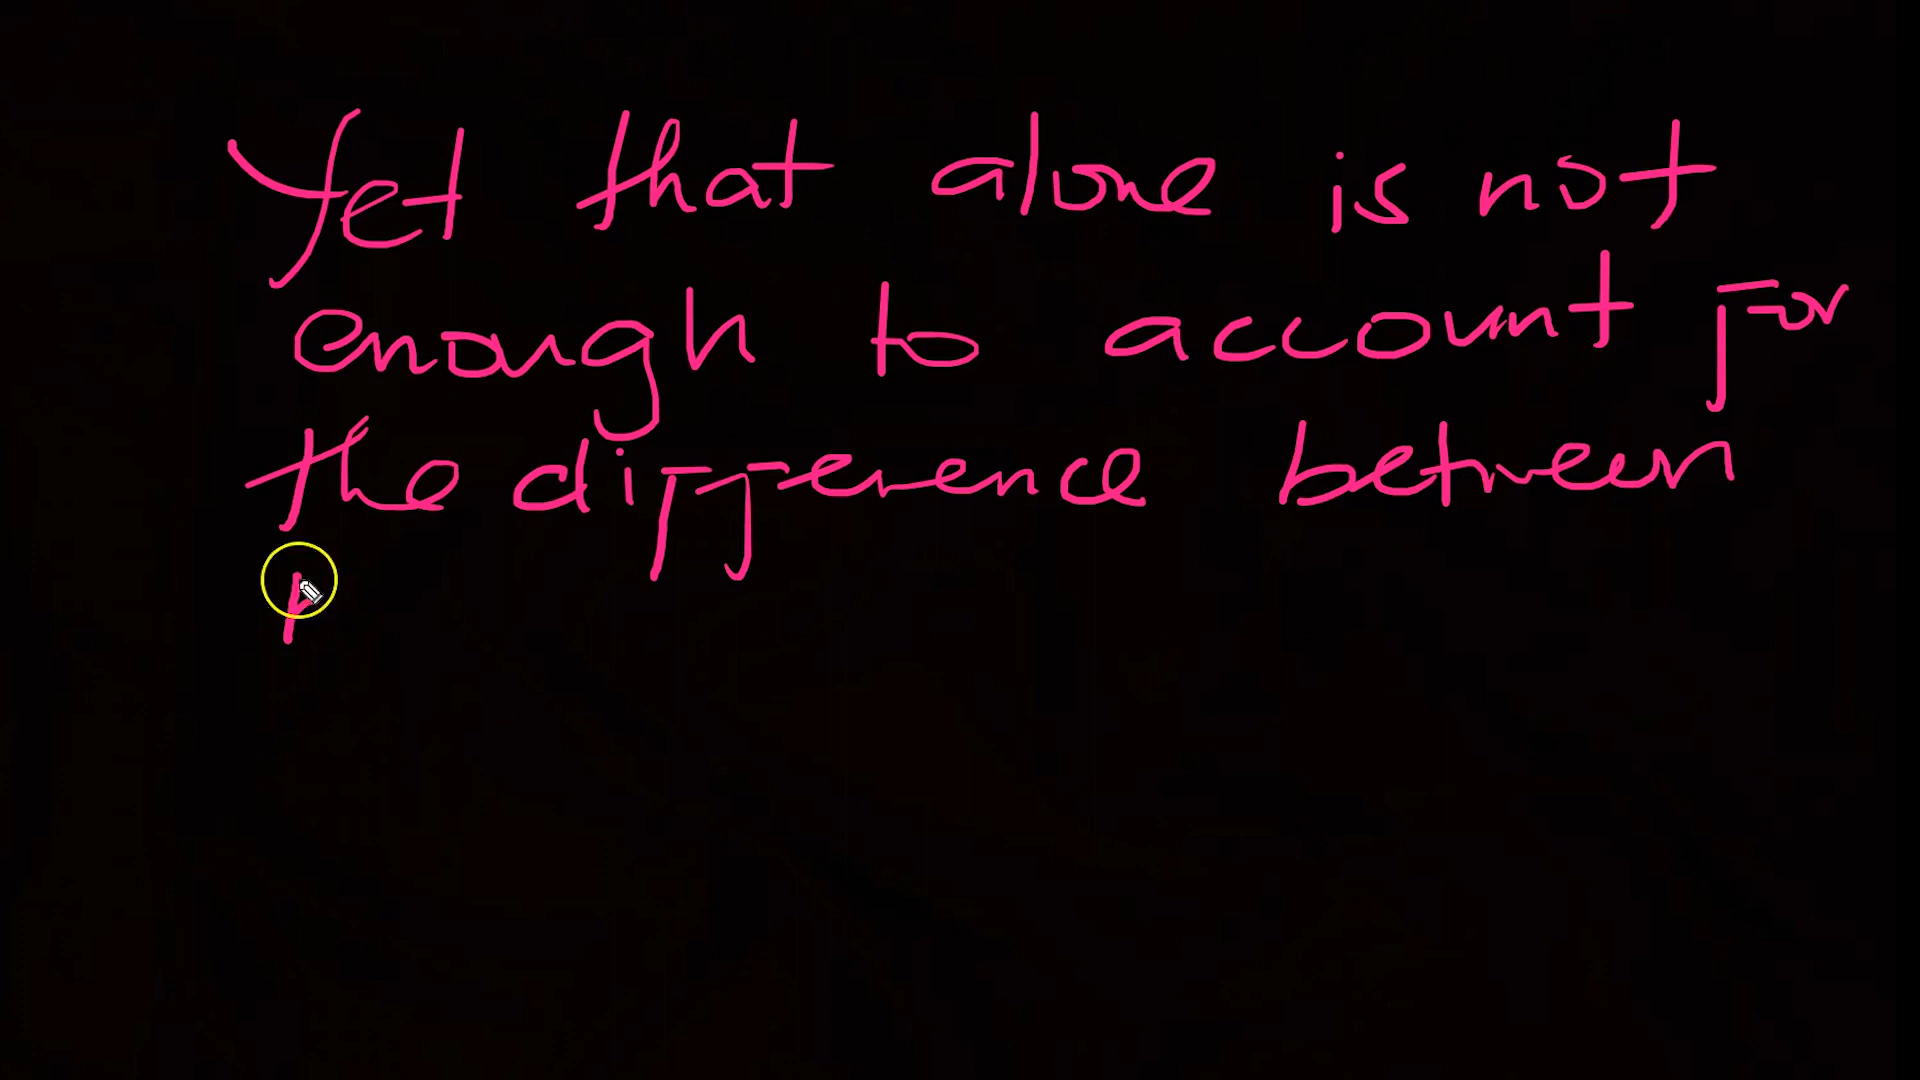 Yet that alone is not
enough to account for
the difference between